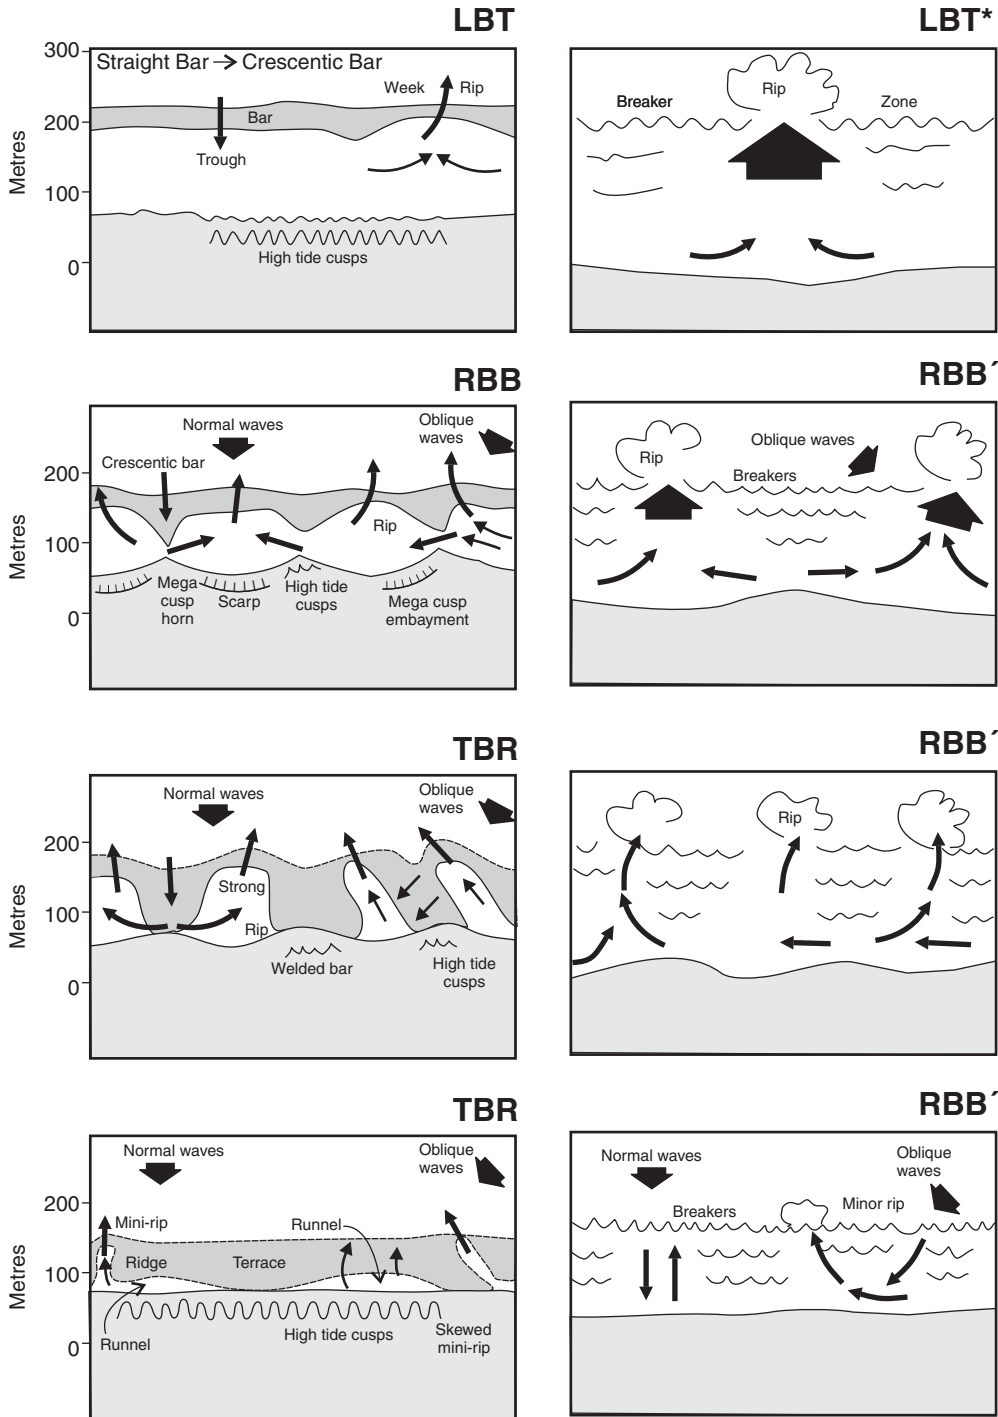 LBT
300
Straight Bar → Crescentic Bar
Week Rip
200
Bar
Trough
Metres
100
High tide cusps
0
LBT*
Rip
Breaker
Zone
RBB
Normal waves
Oblique
waves
Crescentic bar
200
Rip
Metres
100
Mega
cusp
horn
Scarp
High tide
cusps
Mega cusp
embayment
0
RBB´
Rip
Oblique waves
Breakers
TBR
Normal waves
Oblique
waves
200
Strong
Rip
Metres
100
Welded bar
High tide
cusps
0
RBB´
Rip
TBR
Normal waves
Oblique
waves
200
Mini-rip
Runnel
Ridge
Terrace
Metres
100
High tide cusps
Skewed
mini-rip
Runnel
0
RBB´
Normal waves
Oblique
waves
Breakers
Minor rip